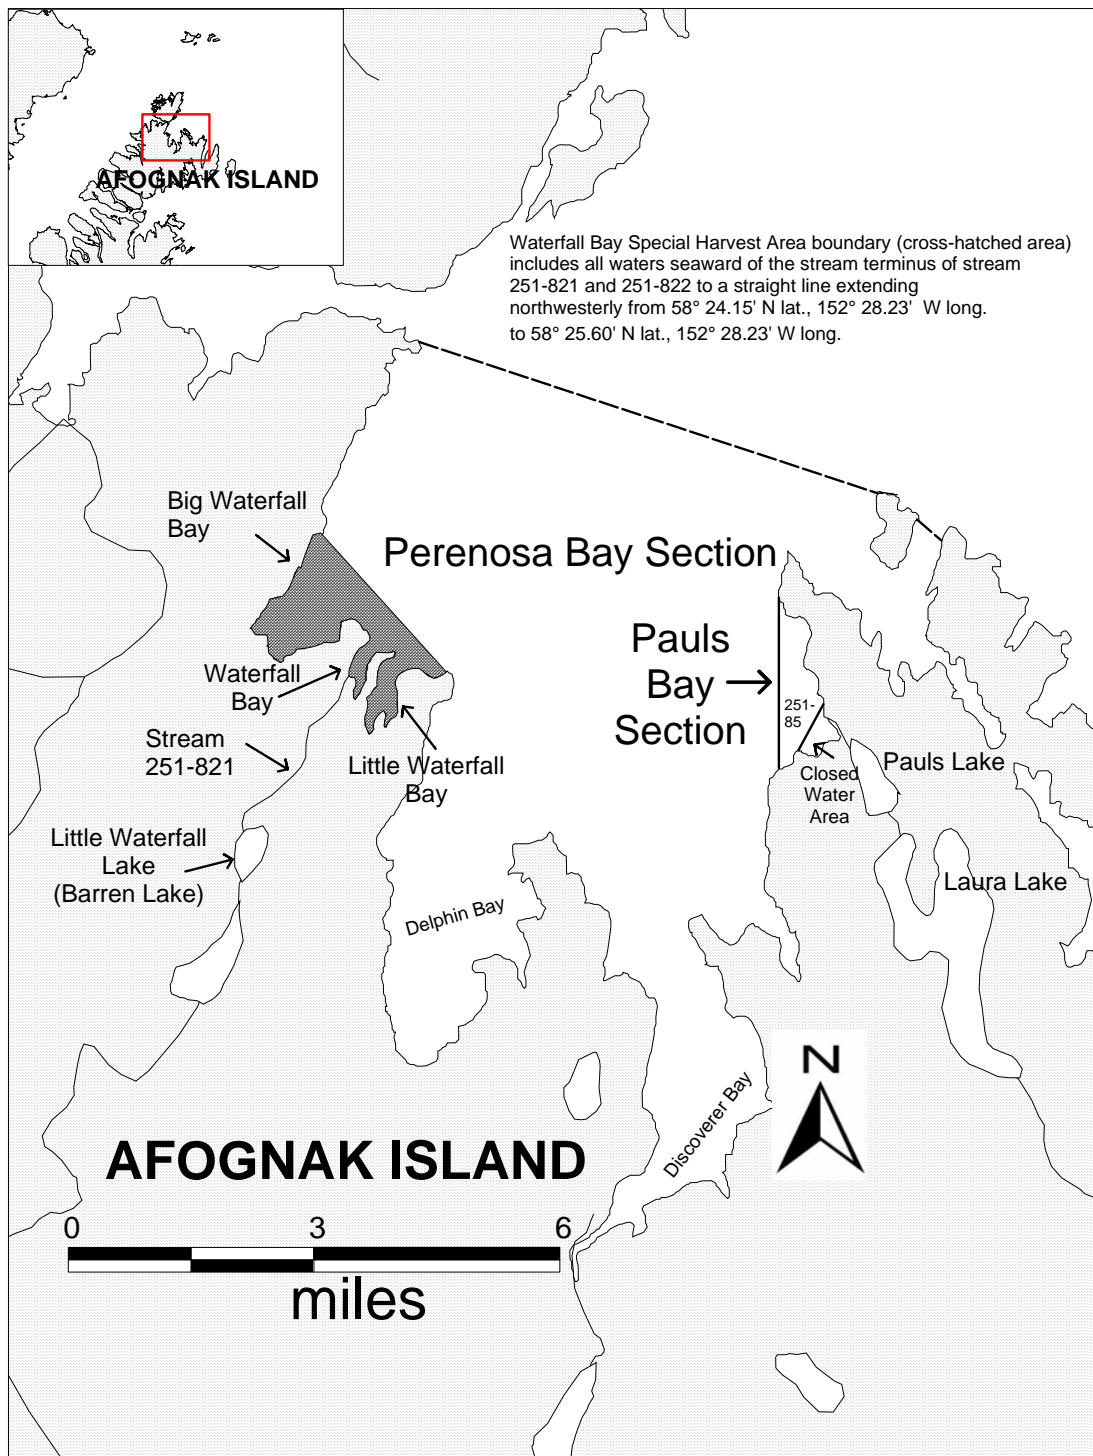 AFOGNAK ISLAND
Waterfall Bay Special Harvest Area boundary (cross-hatched area)
includes all waters seaward of the stream terminus of stream
251-821 and 251-822 to a straight line extending
northwesterly from 58° 24.15' N lat., 152° 28.23' W long.
to 58° 25.60' N lat., 152° 28.23' W long.
Big Waterfall
Bay
Perenosa Bay Section
Pauls
Bay
Section
Waterfall
Bay
251-
85
Stream
251-821
Little Waterfall
Bay
Closed
Water
Area
Pauls Lake
Little Waterfall
Lake
(Barren Lake)
Laura Lake
Delphin Bay
N
Discoverer Bay
AFOGNAK ISLAND
0 3 6
miles